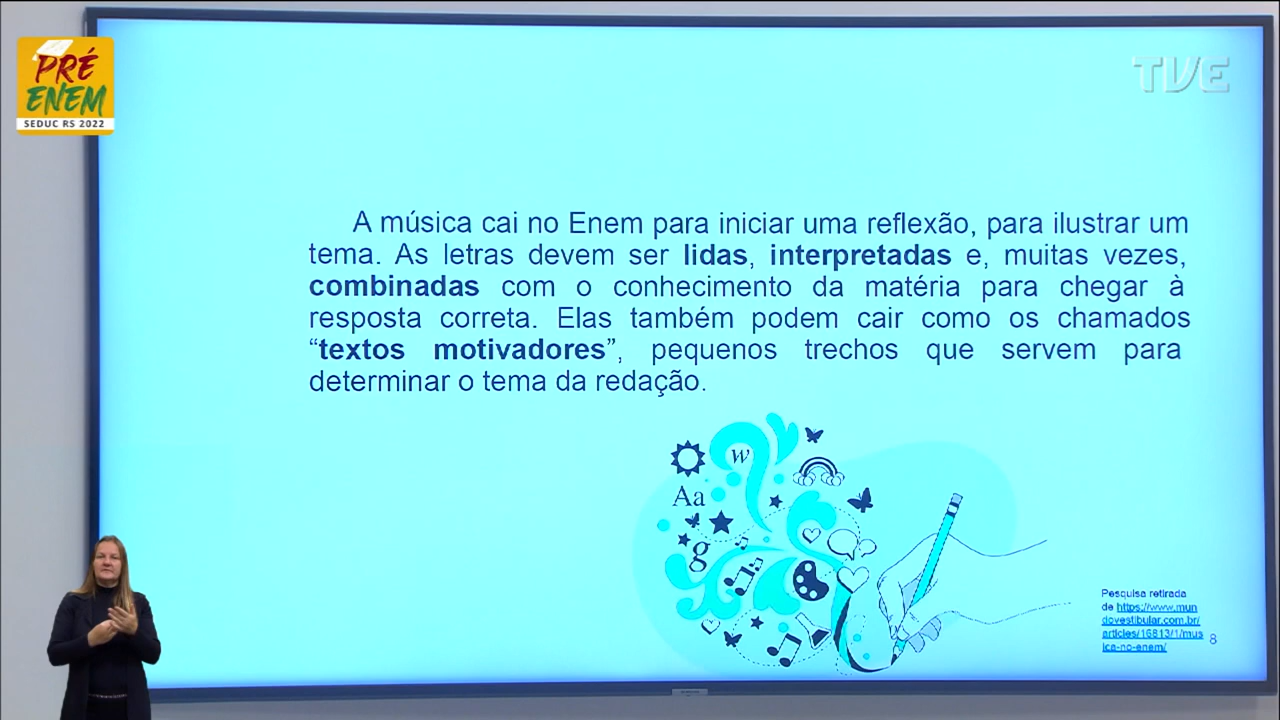 PRÉ
ENEM
SEDUC RS 2022
TVE
A música cai no Enem para iniciar uma reflexão, para ilustrar um
tema. As letras devem ser lidas, interpretadas e, muitas vezes,
combinadas com o conhecimento da matéria para chegar à
resposta correta. Elas também podem cair como os chamados
“textos motivadores”, pequenos trechos que servem para
determinar o tema da redação.
w
Aa
g
Pesquisa retirada
de https://www.mun
dovestibular.com.br/
articles/16813/1/mus
ica-no-enem/
8